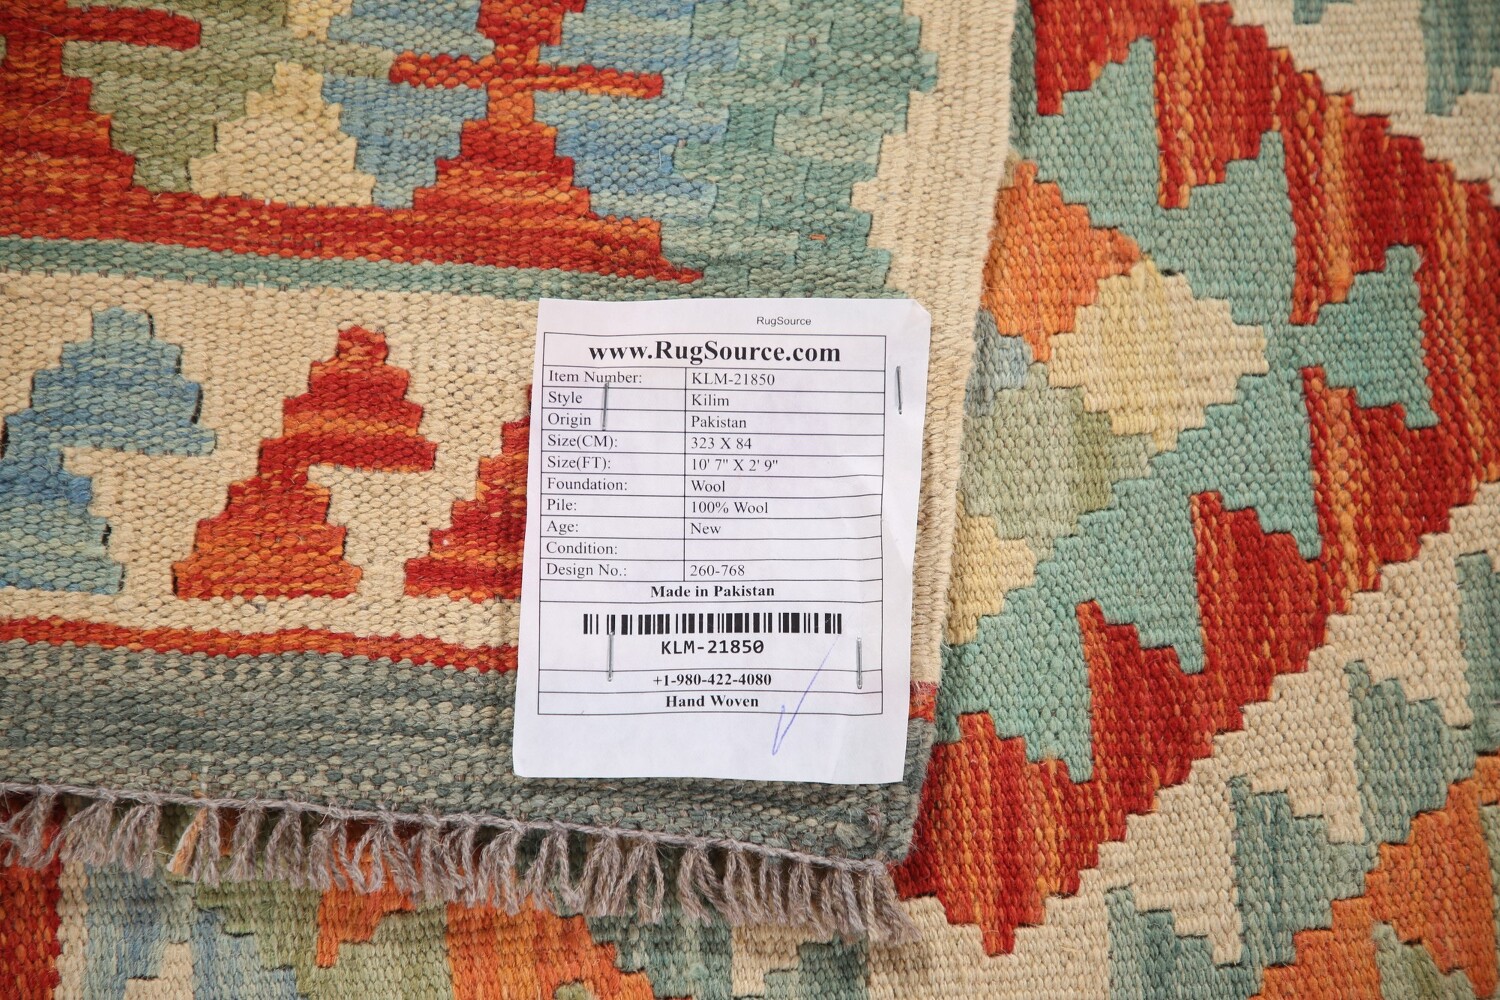 RugSource
www.RugSource.com
Item Number: KLM-21850
Style Kilim
Origin Pakistan
Size(CM): 323 X 84
Size(FT): 10' 7" X 2' 9"
Foundation: Wool
Pile: 100% Wool
Age: New
Condition:
Design No.: 260-768
Made in Pakistan
KLM-21850
+1-980-422-4080
Hand Woven